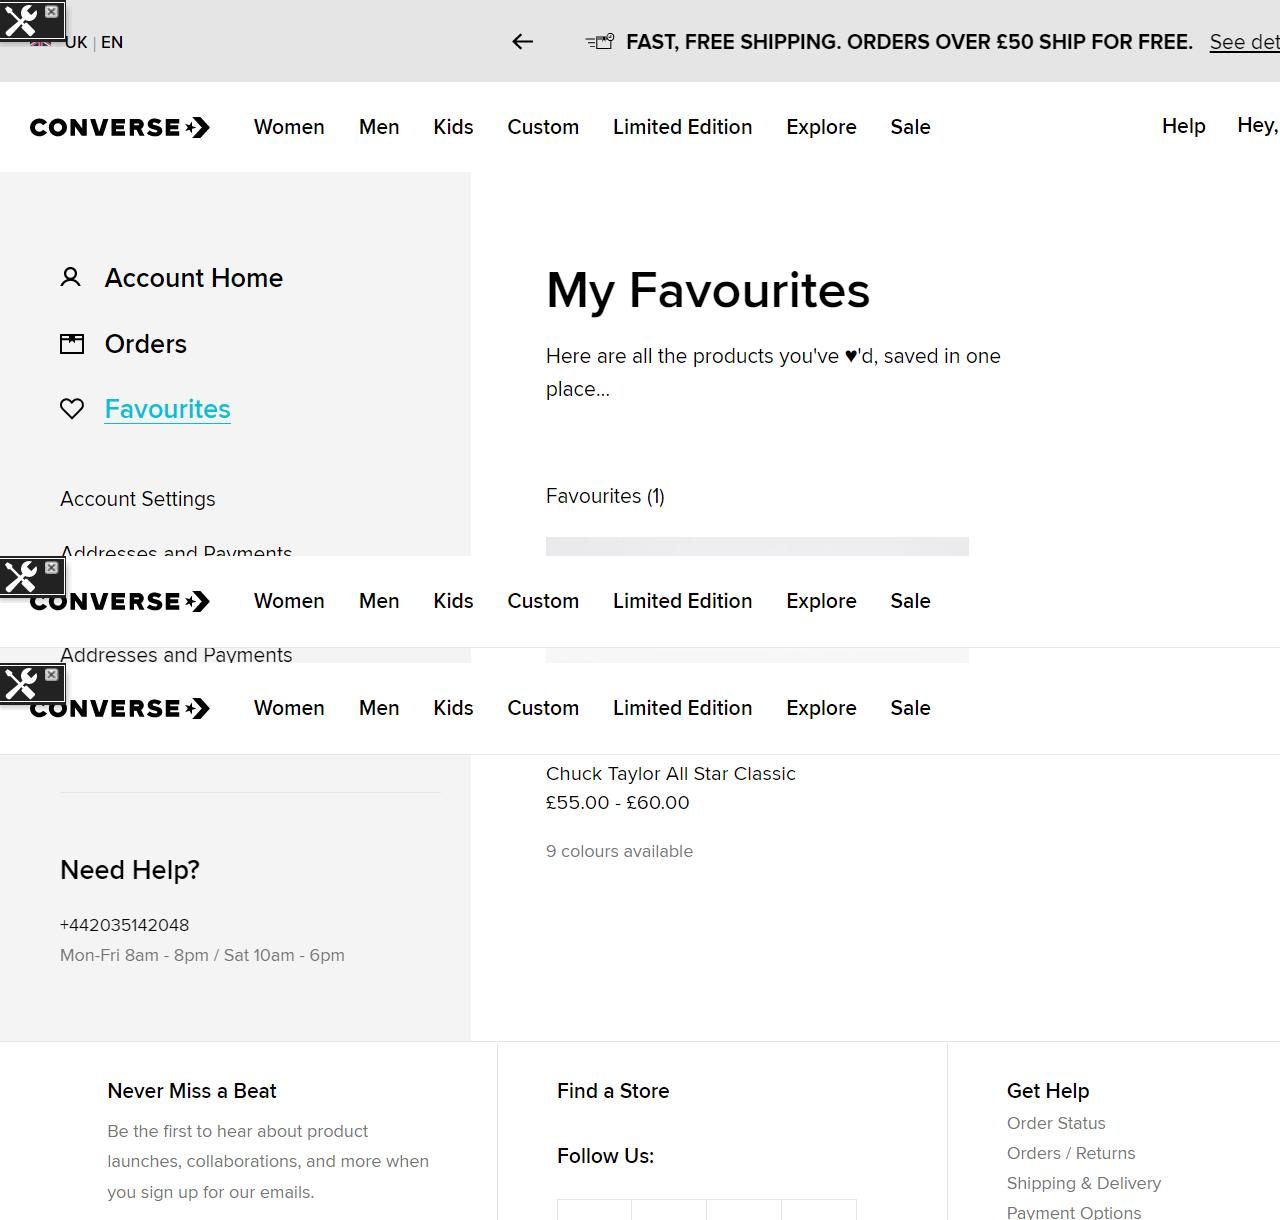 UK | EN
FAST, FREE SHIPPING. ORDERS OVER £50 SHIP FOR FREE. See det
CONVERSE Women Men Kids Custom Limited Edition Explore Sale Help Hey,
Account Home
Orders
Favourites
Account Settings
Addresses and Payments
My Favourites
Here are all the products you've ♥'d, saved in one
place...
Favourites (1)
CONVERSE Women Men Kids Custom Limited Edition Explore Sale
Addresses and Payments
CONVERSE Women Men Kids Custom Limited Edition Explore Sale
Chuck Taylor All Star Classic
£55.00 - £60.00
9 colours available
Need Help?
+442035142048
Mon-Fri 8am - 8pm / Sat 10am - 6pm
Never Miss a Beat
Be the first to hear about product
launches, collaborations, and more when
you sign up for our emails.
Find a Store
Follow Us:
Get Help
Order Status
Orders / Returns
Shipping & Delivery
Payment Options